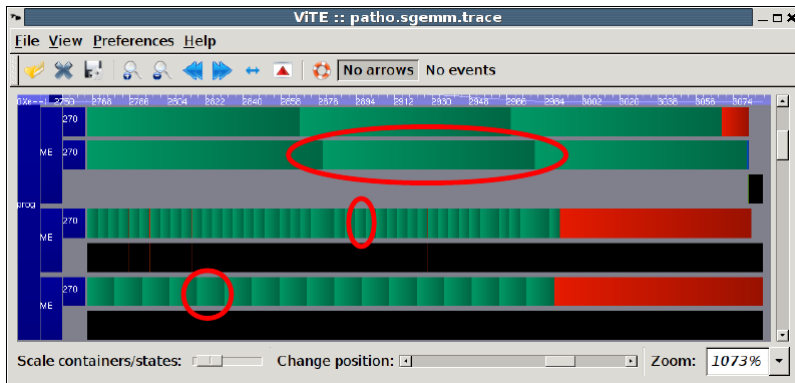 ViTE :: patho.sgemm.trace
File View Preferences Help
No arrows No events
2750 2768 2786 2804 2822 2840 2858 2876 2894 2912 2930 2948 2966 2984 3002 3020 3038 3056 3074
270
ME 270
prog
270
ME
270
ME
Scale containers/states: Change position: Zoom: 1073%